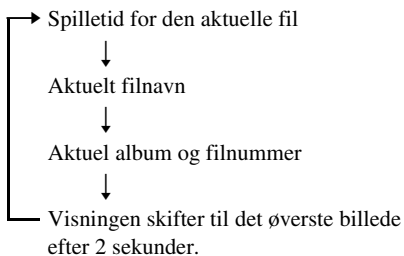 Spilletid for den aktuelle fil
Aktuelt filnavn
Aktuel album og filnummer
Visningen skifter til det øverste billede
efter 2 sekunder.